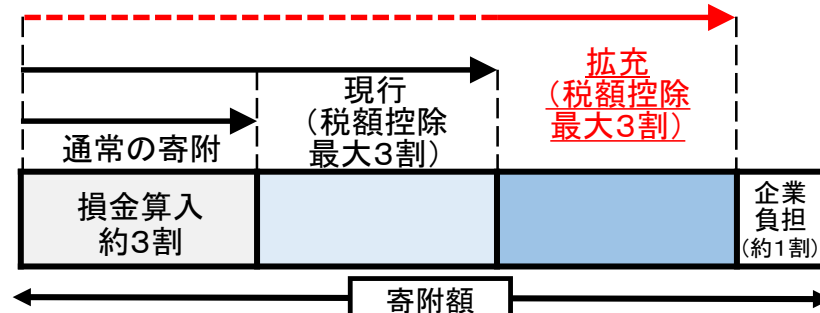 拡充
(税額控除
最大3割)
現行
(税額控除
最大3割)
通常の寄附
損金算入
約3割
企業
負担
(約1割)
寄附額